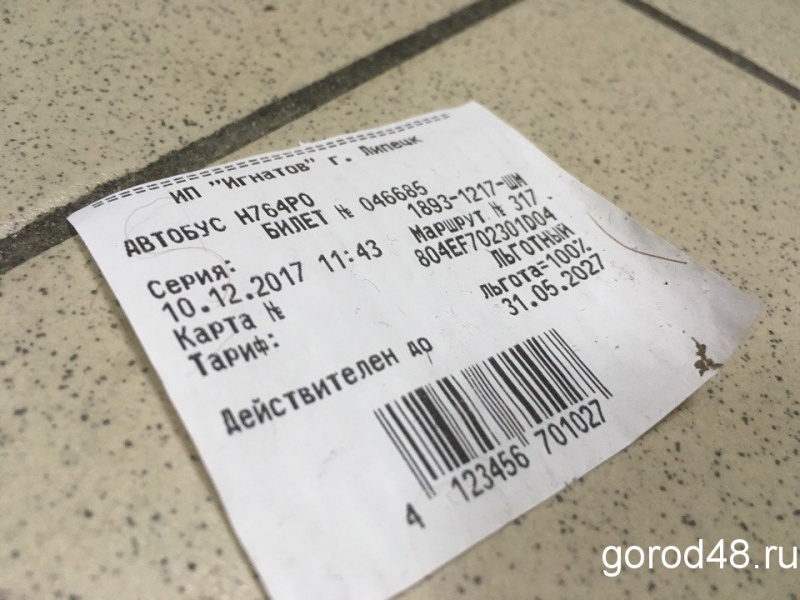 ИП "Игнатов" г. Липецк
АВТОБУС Н764РО
БИЛЕТ № 046685
Серия: 1893-1217-ШМ
10.12.2017 11:43 Маршрут № 317
Карта № 804EF702301004
Тариф: ЛЬГОТНЫЙ
льгота=100%
Действителен до 31.05.2027
4 123456 701027
gorod48.ru